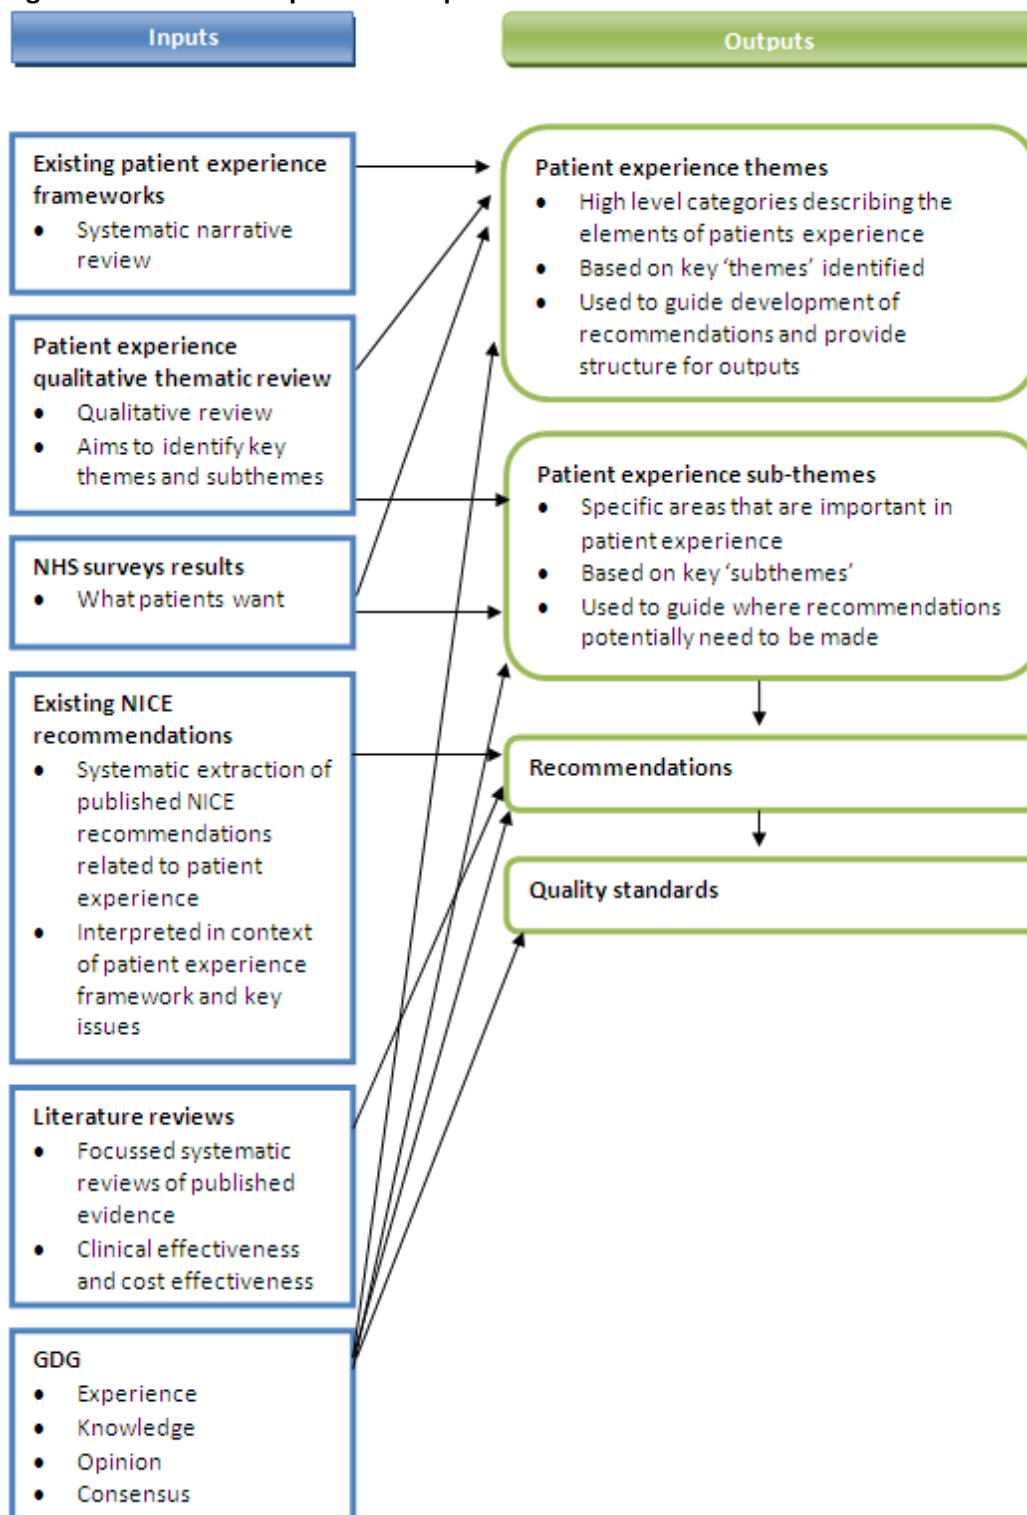 Inputs
Outputs
Existing patient experience
frameworks
• Systematic narrative
review
Patient experience
qualitative thematic review
• Qualitative review
• Aims to identify key
themes and subthemes
NHS surveys results
• What patients want
Existing NICE
recommendations
• Systematic extraction of
published NICE
recommendations
related to patient
experience
• Interpreted in context
of patient experience
framework and key
issues
Literature reviews
• Focussed systematic
reviews of published
evidence
• Clinical effectiveness
and cost effectiveness
GDG
• Experience
• Knowledge
• Opinion
• Consensus
Patient experience themes
• High level categories describing the
elements of patients experience
• Based on key ‘themes’ identified
• Used to guide development of
recommendations and provide
structure for outputs
Patient experience sub-themes
• Specific areas that are important in
patient experience
• Based on key ‘subthemes’
• Used to guide where recommendations
potentially need to be made
Recommendations
Quality standards